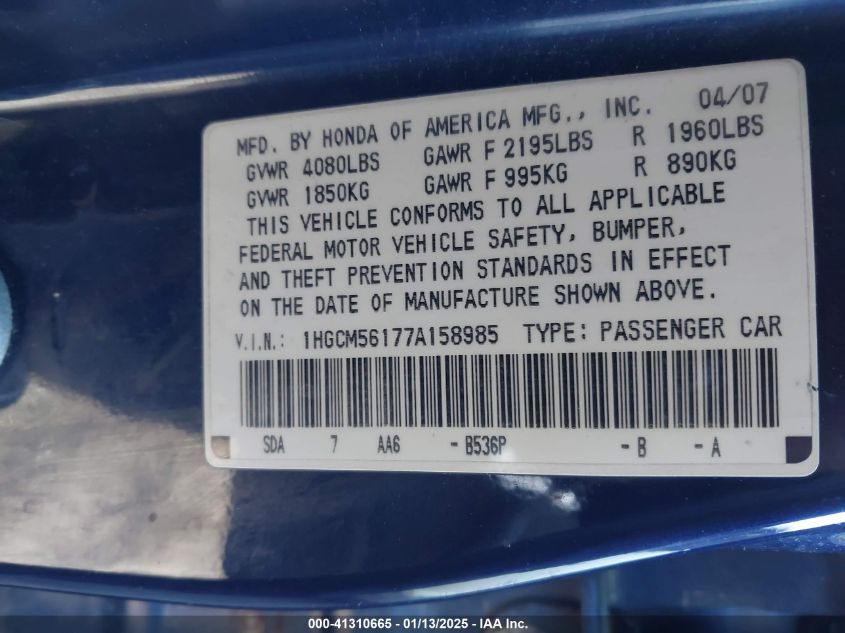 04/07
MFD. BY HONDA OF AMERICA MFG., INC.
GVWR 4080LBS GAWR F 2195LBS R 1960LBS
GVWR 1850KG GAWR F 995KG R 890KG
THIS VEHICLE CONFORMS TO ALL APPLICABLE
FEDERAL MOTOR VEHICLE SAFETY, BUMPER,
AND THEFT PREVENTION STANDARDS IN EFFECT
ON THE DATE OF MANUFACTURE SHOWN ABOVE.
V.I.N.: 1HGCM56177A158985 TYPE: PASSENGER CAR
SDA 7 AA6 - B536P - B - A
000-41310665 - 01/13/2025 - IAA Inc.